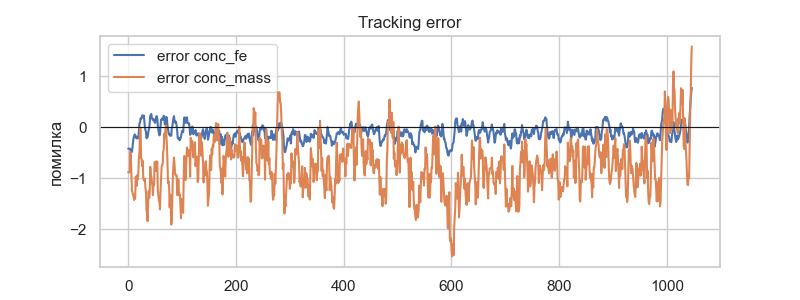 Tracking error
error conc_fe
error conc_mass
помилка
1
0
−1
−2
0 200 400 600 800 1000